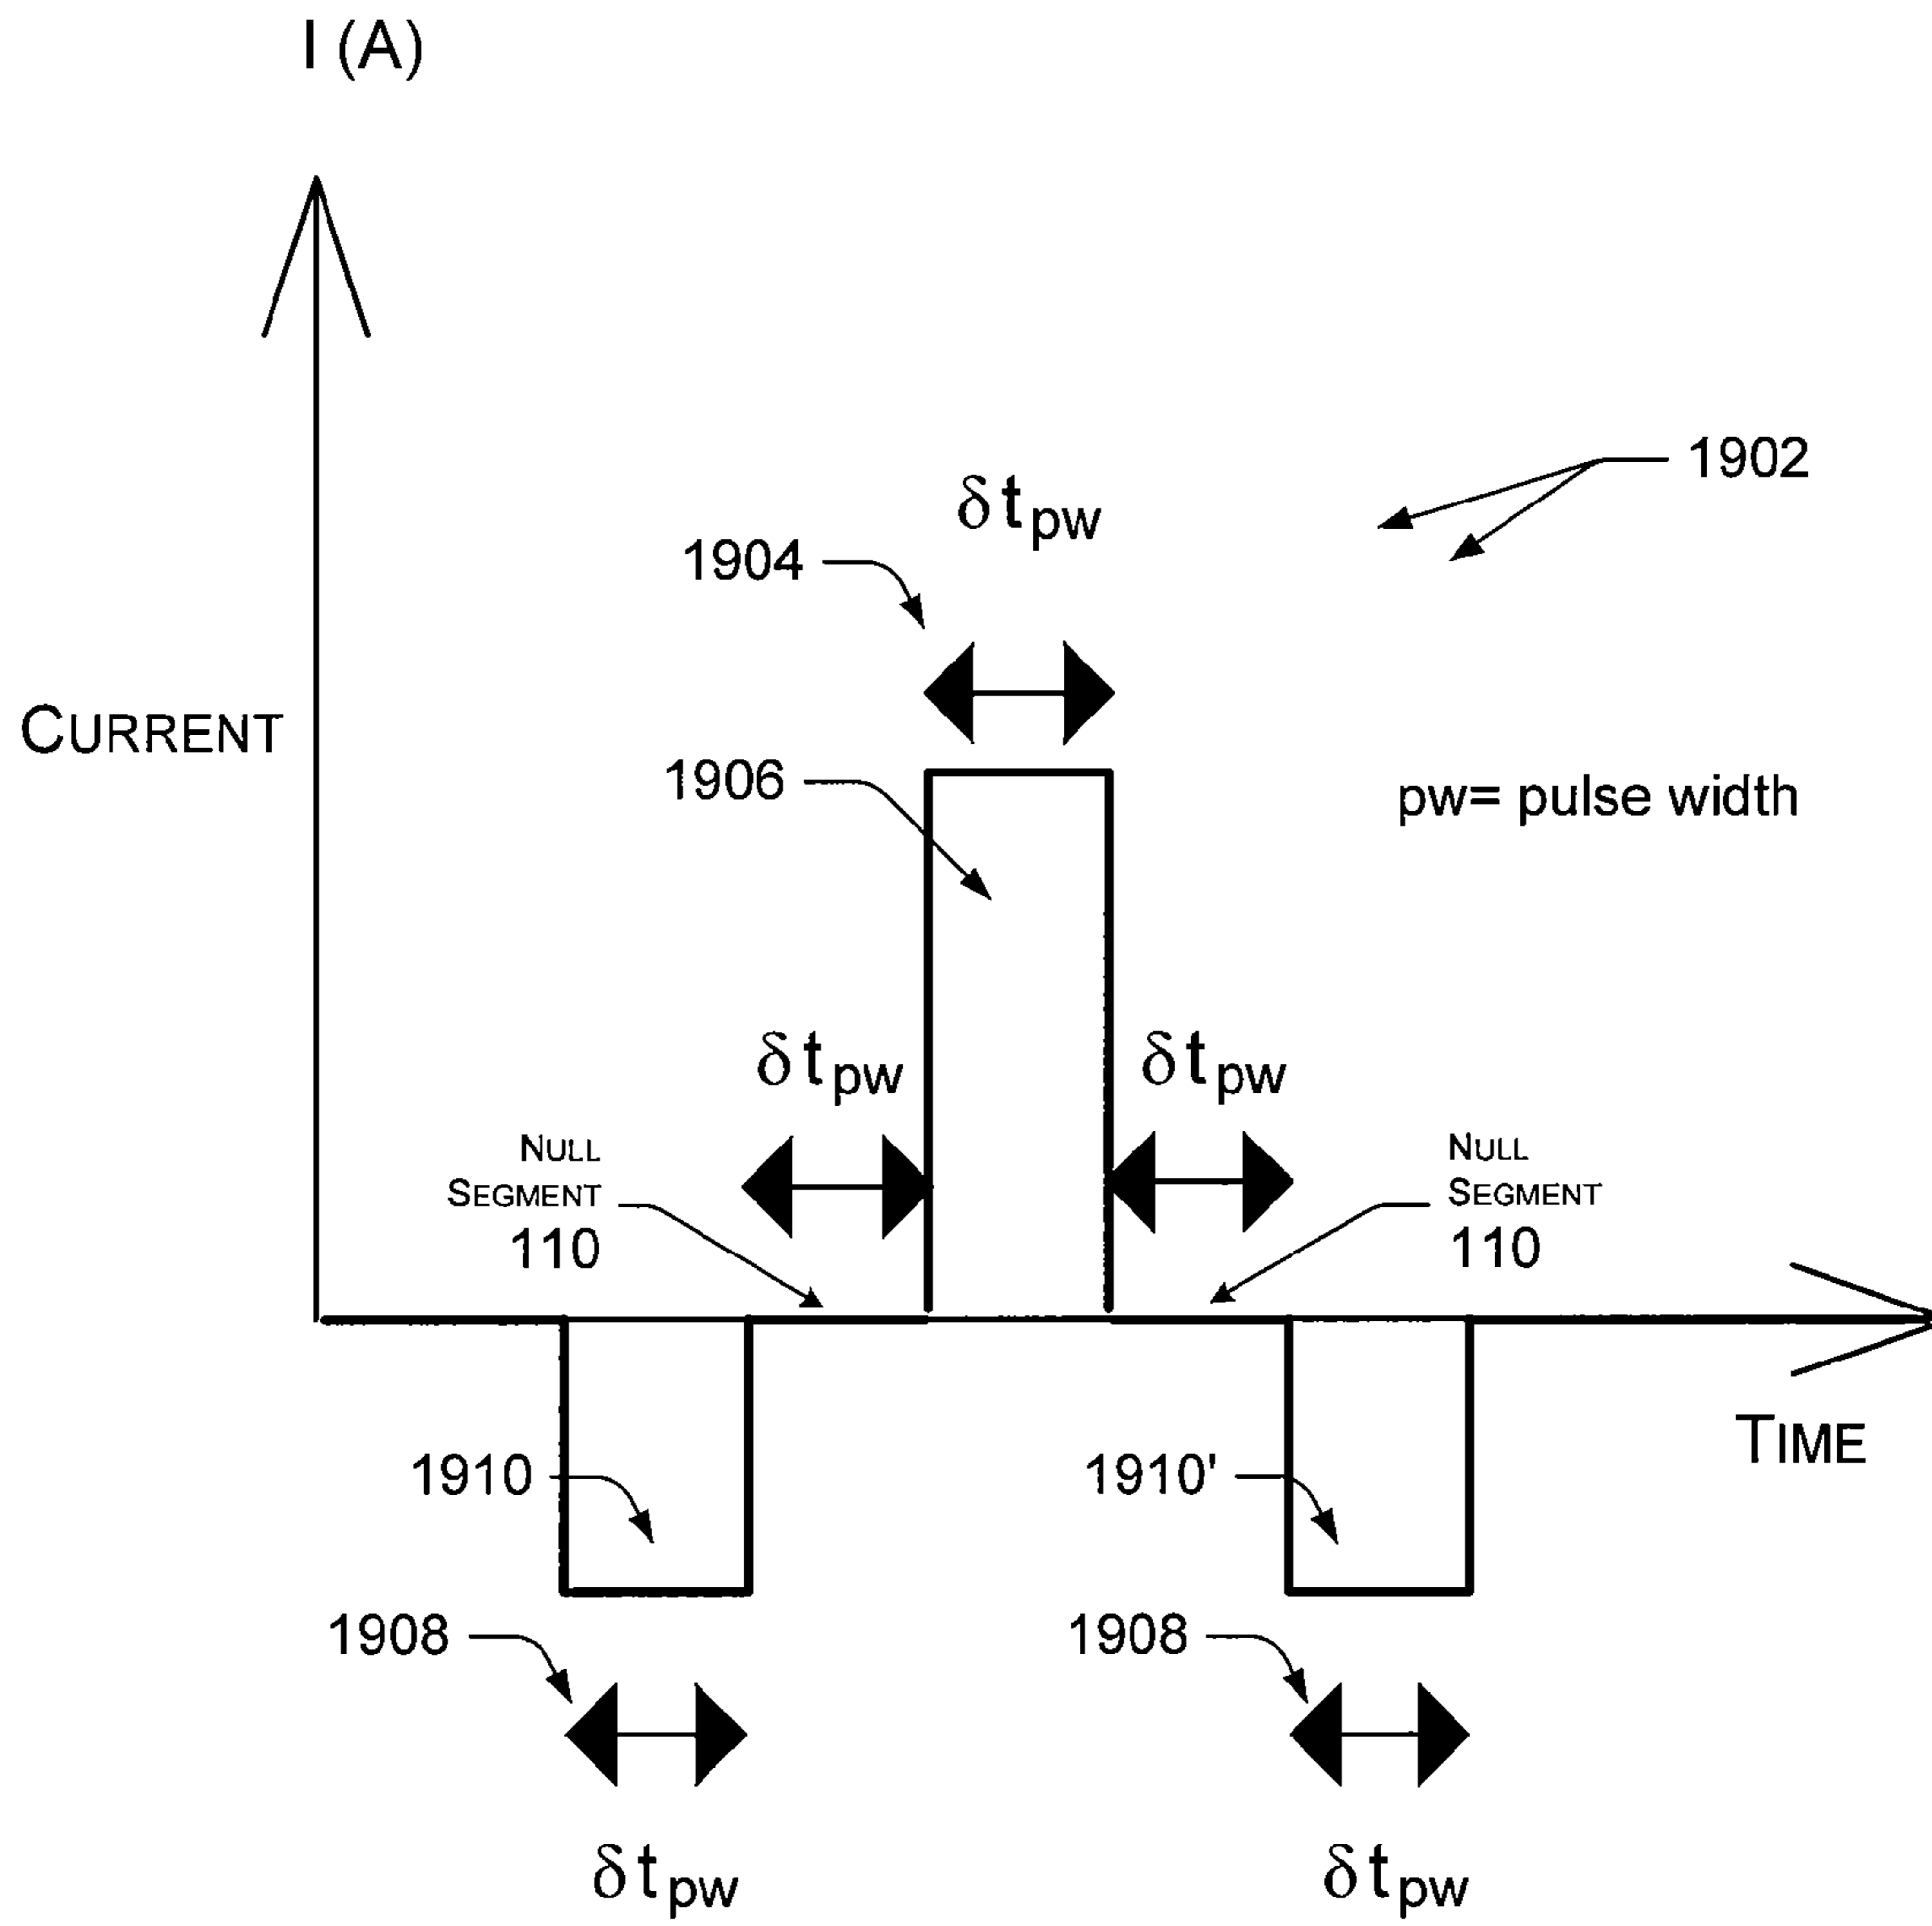 I (A)
1902
δtpw
1904
CURRENT
1906
pw= pulse width
δtpw
δtpw
NULL
SEGMENT
110
NULL
SEGMENT
110
TIME
1910
1910'
1908
1908
δtpw
δtpw